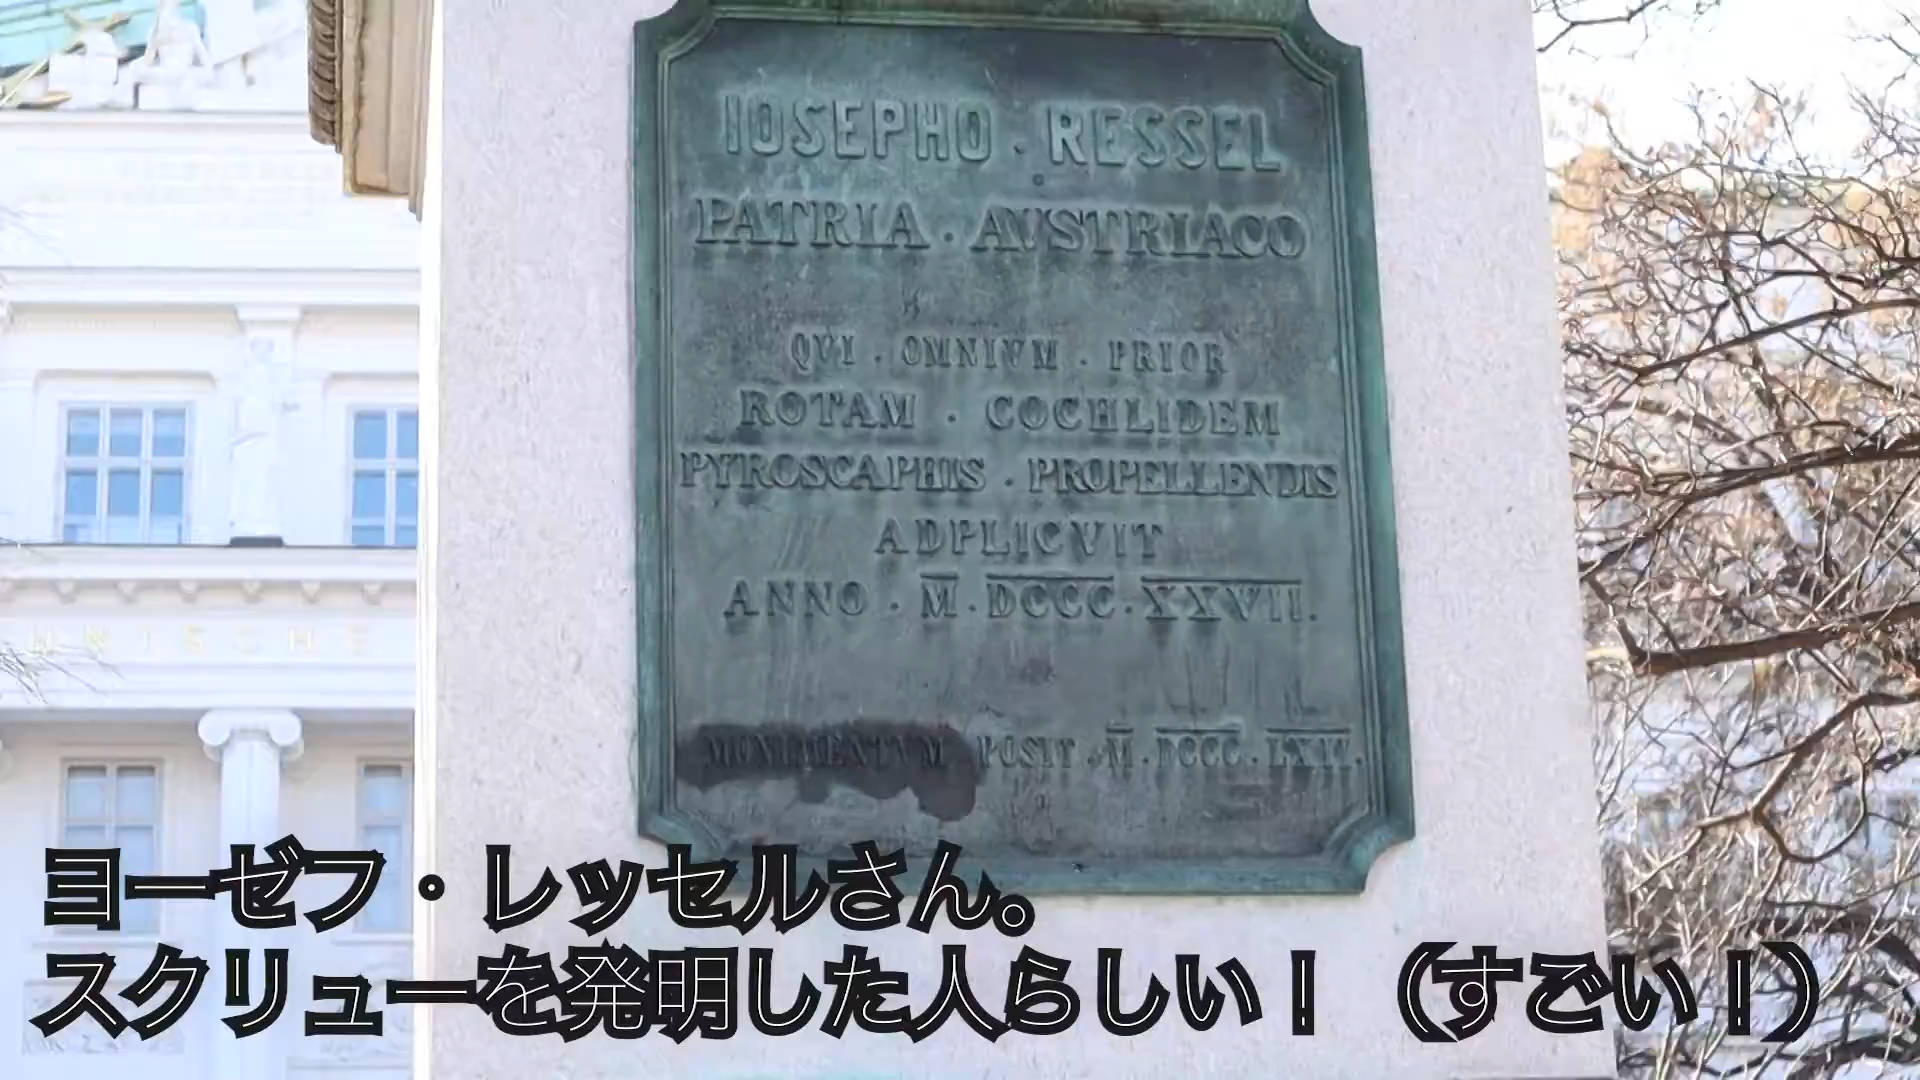 IOSEPHO · RESSEL
PATRIA · AVSTRIACO
QVI · OMNIVM · PRIOR
ROTAM · COCHLIDEM
PYROSCAPHIS · PROPELLENDIS
ADPLICVIT
ANNO · M · DCCC · XXVII.
MONIMENTVM POSIT · M · DCCC · LXIV.
ヨーゼフ・レッセルさん。
スクリューを発明した人らしい！（すごい！）